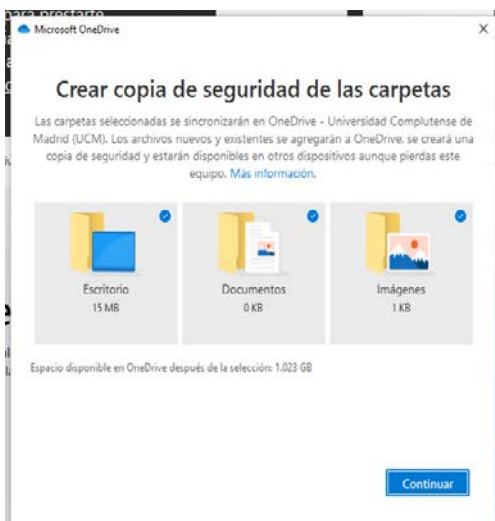 para prestarte
Microsoft OneDrive
Crear copia de seguridad de las carpetas
Las carpetas seleccionadas se sincronizarán en OneDrive - Universidad Complutense de
Madrid (UCM). Los archivos nuevos y existentes se agregarán a OneDrive, se creará una
copia de seguridad y estarán disponibles en otros dispositivos aunque pierdas este
equipo. Más información.
Escritorio
15 MB
Documentos
0 KB
Imágenes
1 KB
Espacio disponible en OneDrive después de la selección: 1.023 GB
Continuar